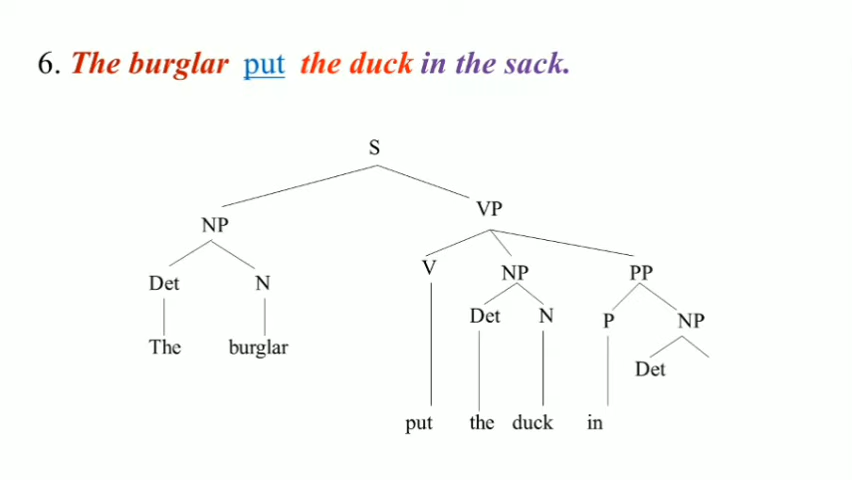 6. The burglar put the duck in the sack.
S
VP
NP
V NP PP
Det N
Det N P NP
The burglar
Det
put the duck in